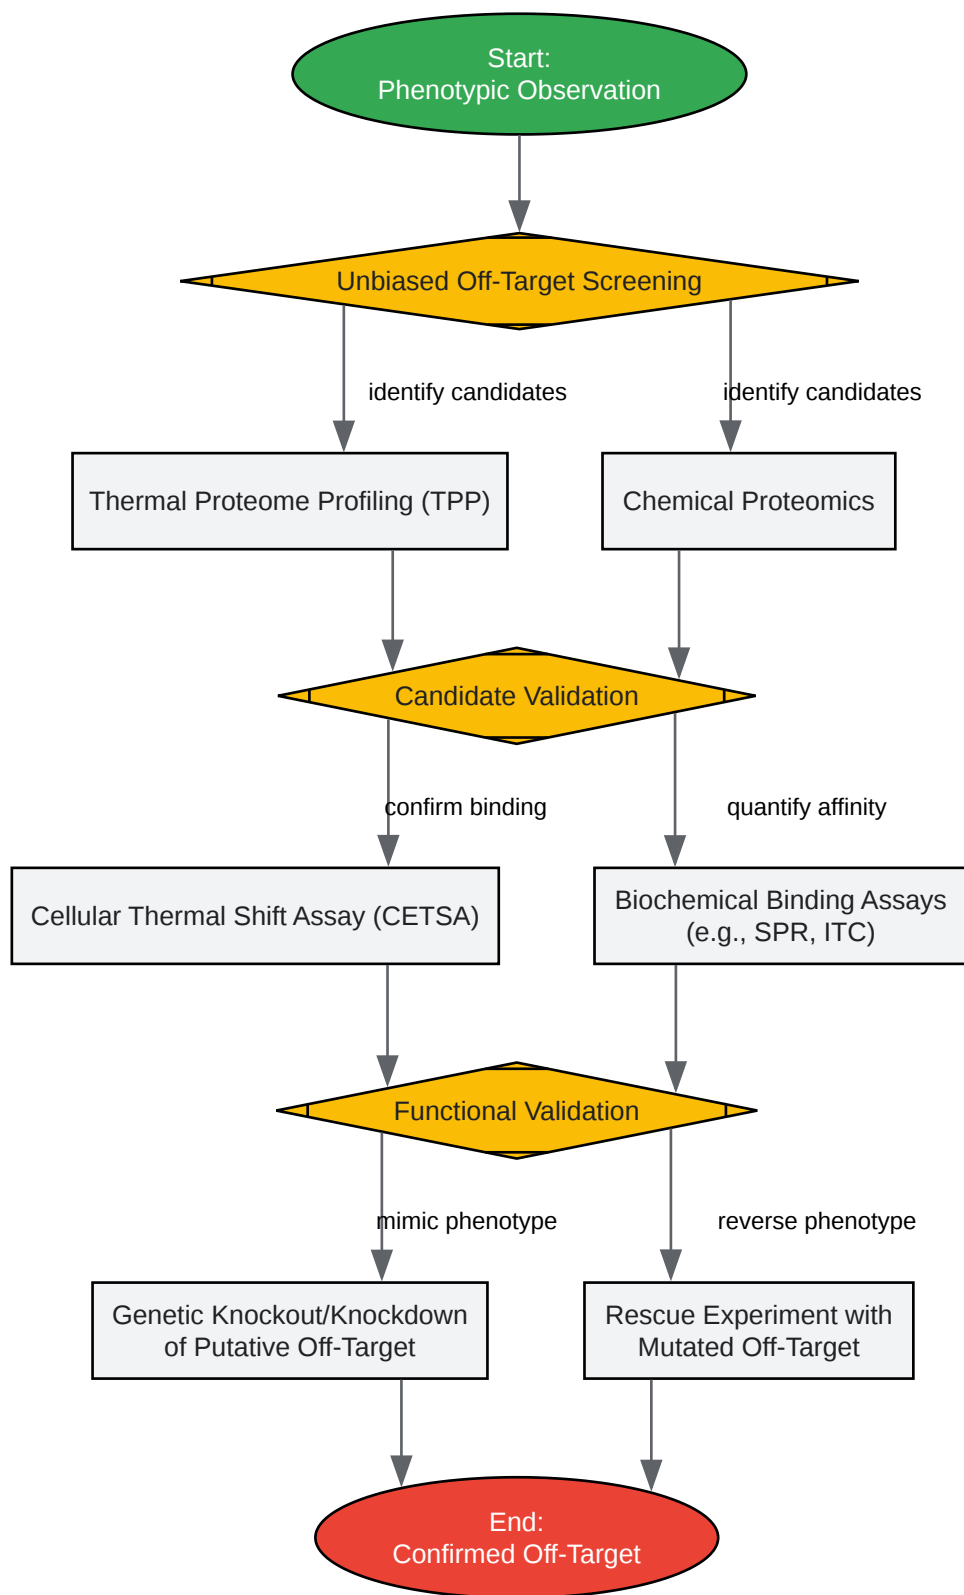 Start:
Phenotypic Observation
Unbiased Off-Target Screening
identify candidates
identify candidates
Thermal Proteome Profiling (TPP)
Chemical Proteomics
Candidate Validation
confirm binding
quantify affinity
Cellular Thermal Shift Assay (CETSA)
Biochemical Binding Assays
(e.g., SPR, ITC)
Functional Validation
mimic phenotype
reverse phenotype
Genetic Knockout/Knockdown
of Putative Off-Target
Rescue Experiment with
Mutated Off-Target
End:
Confirmed Off-Target